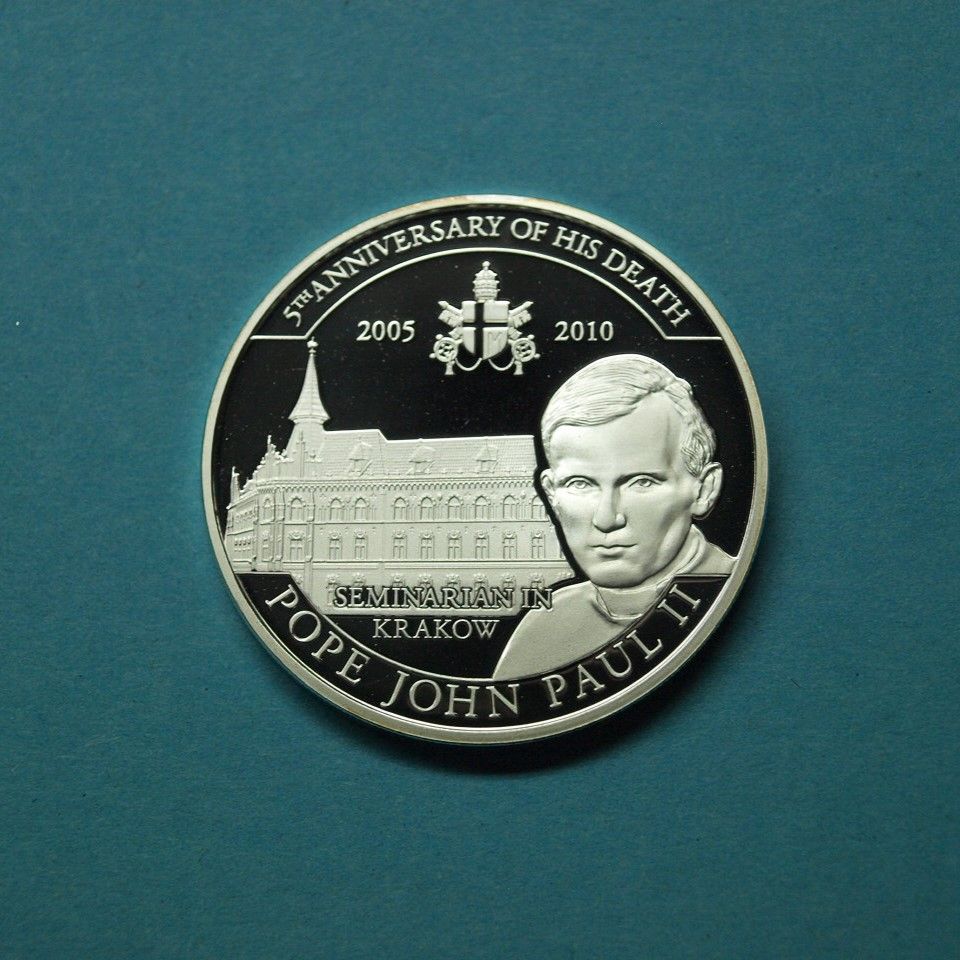 5TH ANNIVERSARY OF HIS DEATH
2005 2010
SEMINARIAN IN
KRAKOW
POPE JOHN PAUL II